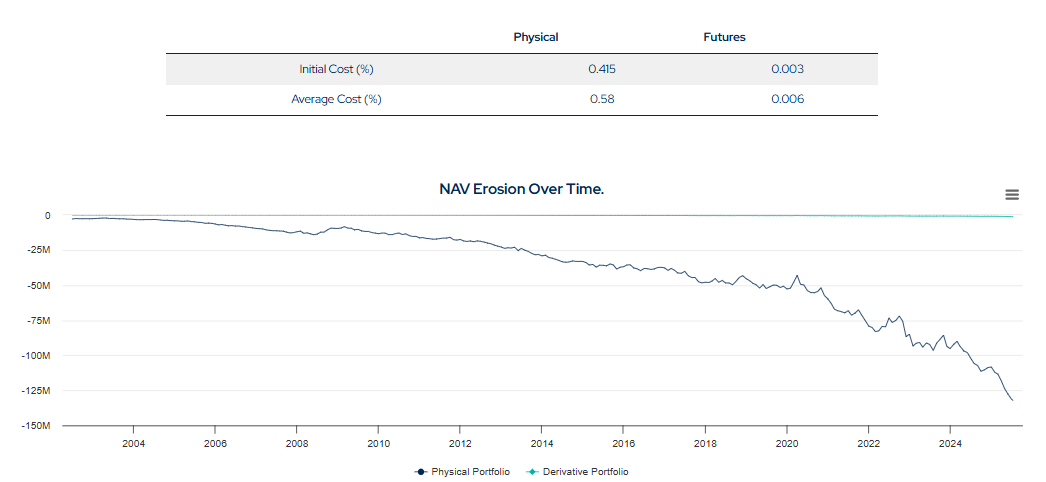 Physical Futures
Initial Cost (%) 0.415 0.003
Average Cost (%) 0.58 0.006
NAV Erosion Over Time.
0
-25M
-50M
-75M
-100M
-125M
-150M
2004 2006 2008 2010 2012 2014 2016 2018 2020 2022 2024
Physical Portfolio Derivative Portfolio